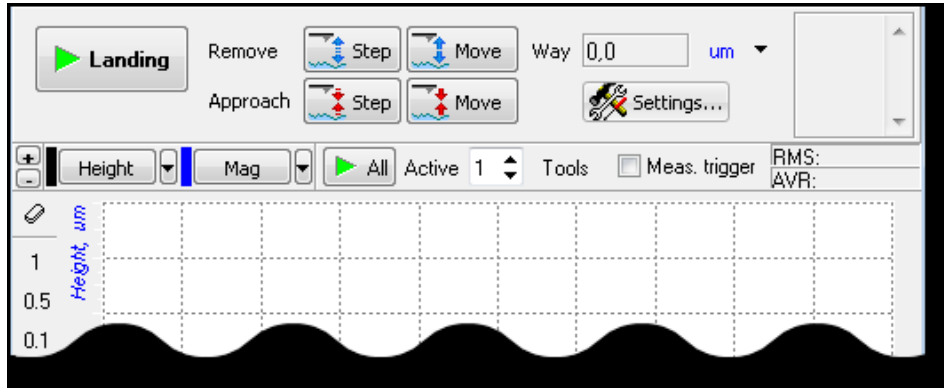 Landing Remove Step Move Way 0,0 um
Approach Step Move Settings...
+ Height Mag All Active 1 Tools Meas. trigger RMS:
- AVR:
Height, um
1
0.5
0.1